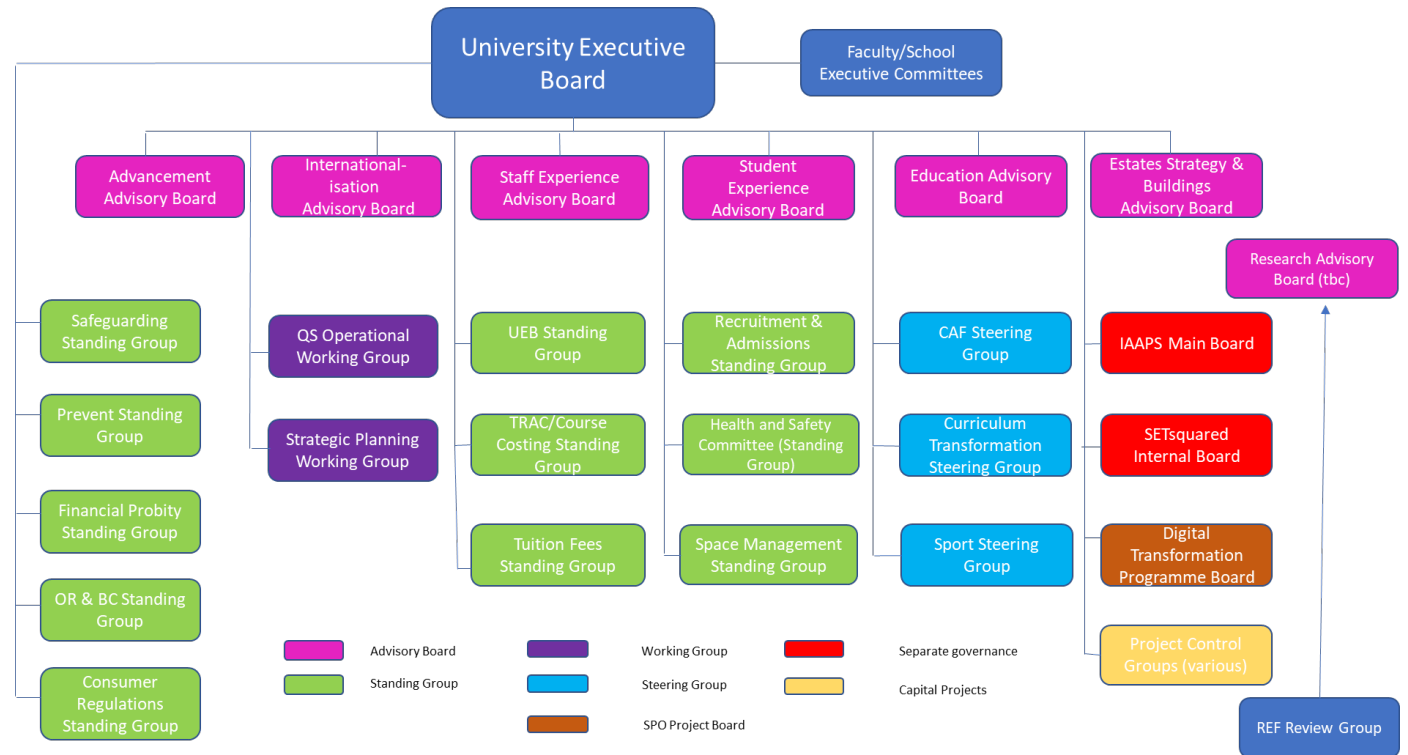 University Executive
Board
Faculty/School
Executive Committees
Advancement
Advisory Board
International-
isation
Advisory Board
Staff Experience
Advisory Board
Student
Experience
Advisory Board
Education Advisory
Board
Estates Strategy &
Buildings
Advisory Board
Research Advisory
Board (tbc)
Safeguarding
Standing Group
Prevent Standing
Group
Financial Probity
Standing Group
OR & BC Standing
Group
Consumer
Regulations
Standing Group
QS Operational
Working Group
Strategic Planning
Working Group
UEB Standing
Group
TRAC/Course
Costing Standing
Group
Tuition Fees
Standing Group
Recruitment &
Admissions
Standing Group
Health and Safety
Committee (Standing
Group)
Space Management
Standing Group
CAF Steering
Group
Curriculum
Transformation
Steering Group
Sport Steering
Group
IAAPS Main Board
SETsquared
Internal Board
Digital
Transformation
Programme Board
Project Control
Groups (various)
REF Review Group
Advisory Board
Standing Group
Working Group
Steering Group
SPO Project Board
Separate governance
Capital Projects